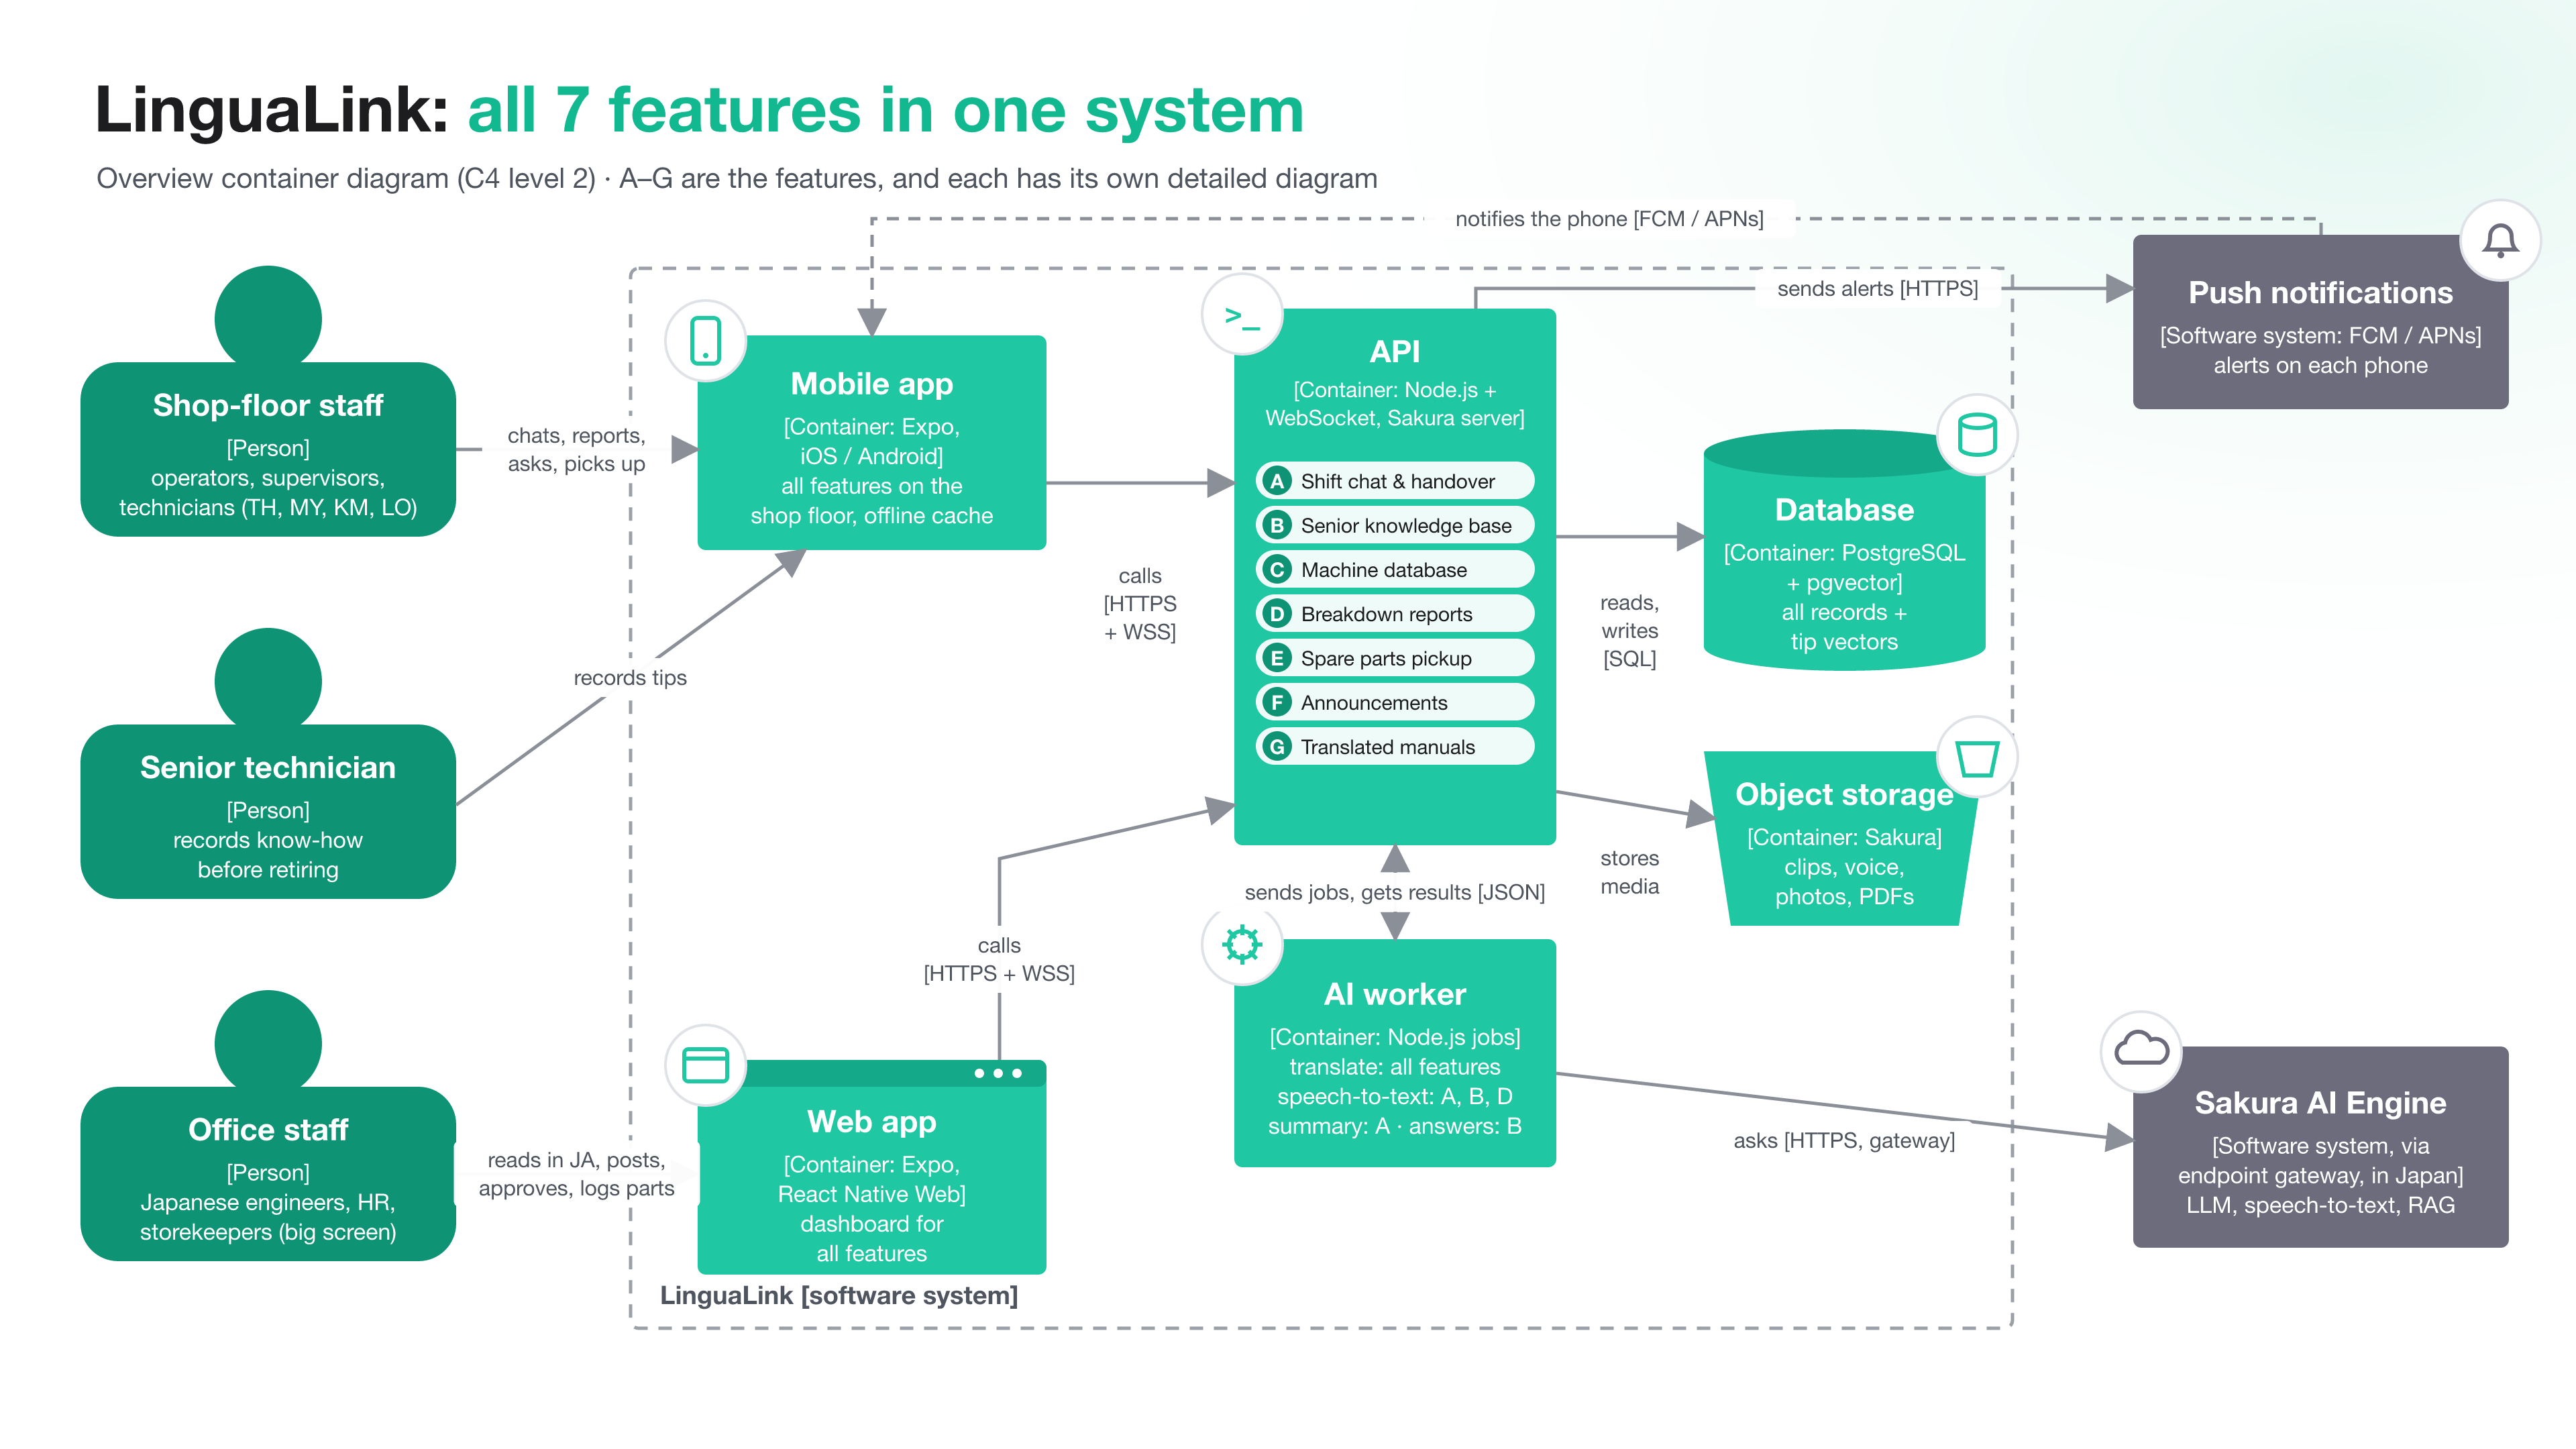 LinguaLink: all 7 features in one system
Overview container diagram (C4 level 2) · A–G are the features, and each has its own detailed diagram
notifies the phone [FCM / APNs]
sends alerts [HTTPS]
Push notifications
[Software system: FCM / APNs]
alerts on each phone
Shop-floor staff
[Person]
operators, supervisors,
technicians (TH, MY, KM, LO)
chats, reports,
asks, picks up
Mobile app
[Container: Expo,
iOS / Android]
all features on the
shop floor, offline cache
calls
[HTTPS
+ WSS]
>_
API
[Container: Node.js +
WebSocket, Sakura server]
A Shift chat & handover
B Senior knowledge base
C Machine database
D Breakdown reports
E Spare parts pickup
F Announcements
G Translated manuals
reads,
writes
[SQL]
Database
[Container: PostgreSQL
+ pgvector]
all records +
tip vectors
Senior technician
[Person]
records know-how
before retiring
records tips
stores
media
Object storage
[Container: Sakura]
clips, voice,
photos, PDFs
sends jobs, gets results [JSON]
calls
[HTTPS + WSS]
AI worker
[Container: Node.js jobs]
translate: all features
speech-to-text: A, B, D
summary: A · answers: B
asks [HTTPS, gateway]
Sakura AI Engine
[Software system, via
endpoint gateway, in Japan]
LLM, speech-to-text, RAG
Office staff
[Person]
Japanese engineers, HR,
storekeepers (big screen)
reads in JA, posts,
approves, logs parts
Web app
[Container: Expo,
React Native Web]
dashboard for
all features
LinguaLink [software system]